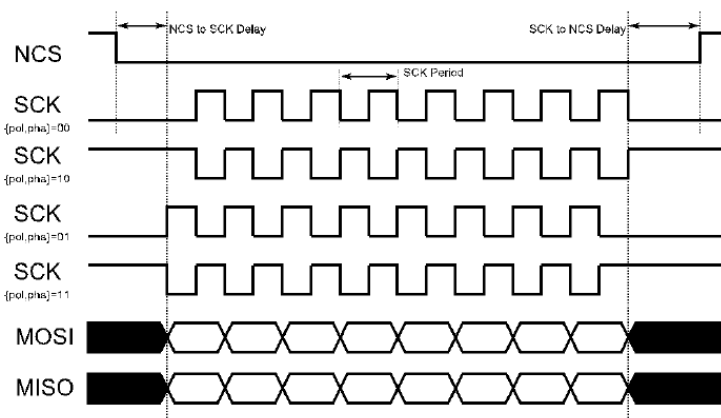 NCS to SCK Delay
SCK to NCS Delay
NCS
SCK Period
SCK
{pol,pha}=00
SCK
{pol,pha}=10
SCK
{pol,pha}=01
SCK
{pol,pha}=11
MOSI
MISO